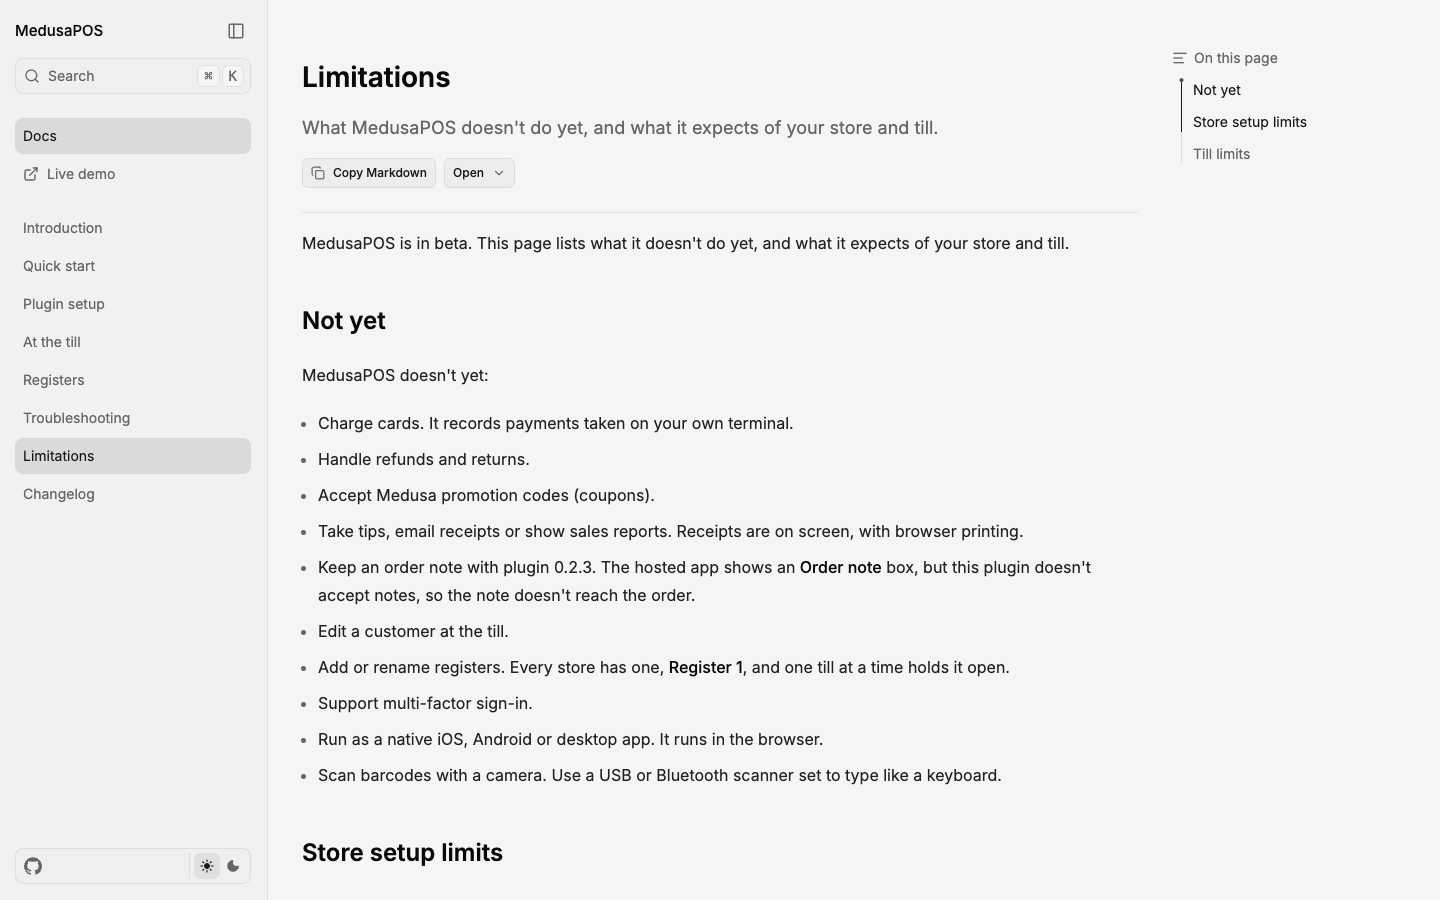 MedusaPOS
Search
⌘ K
Docs
Live demo
Introduction
Quick start
Plugin setup
At the till
Registers
Troubleshooting
Limitations
Changelog
Limitations
What MedusaPOS doesn't do yet, and what it expects of your store and till.
Copy Markdown
Open
MedusaPOS is in beta. This page lists what it doesn't do yet, and what it expects of your store and till.
Not yet
MedusaPOS doesn't yet:
Charge cards. It records payments taken on your own terminal.
Handle refunds and returns.
Accept Medusa promotion codes (coupons).
Take tips, email receipts or show sales reports. Receipts are on screen, with browser printing.
Keep an order note with plugin 0.2.3. The hosted app shows an Order note box, but this plugin doesn't
accept notes, so the note doesn't reach the order.
Edit a customer at the till.
Add or rename registers. Every store has one, Register 1, and one till at a time holds it open.
Support multi-factor sign-in.
Run as a native iOS, Android or desktop app. It runs in the browser.
Scan barcodes with a camera. Use a USB or Bluetooth scanner set to type like a keyboard.
Store setup limits
On this page
Not yet
Store setup limits
Till limits